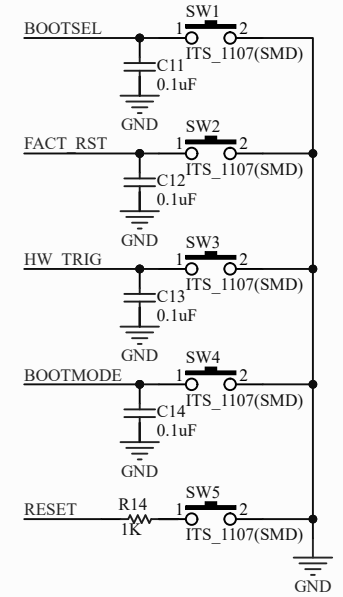 SW1
BOOTSEL 1 2
ITS_1107(SMD)
C11
0.1uF
GND
SW2
FACT_RST 1 2
ITS_1107(SMD)
C12
0.1uF
GND
SW3
HW_TRIG 1 2
ITS_1107(SMD)
C13
0.1uF
GND
SW4
BOOTMODE 1 2
ITS_1107(SMD)
C14
0.1uF
GND
SW5
RESET R14 1 2
1K ITS_1107(SMD)
GND